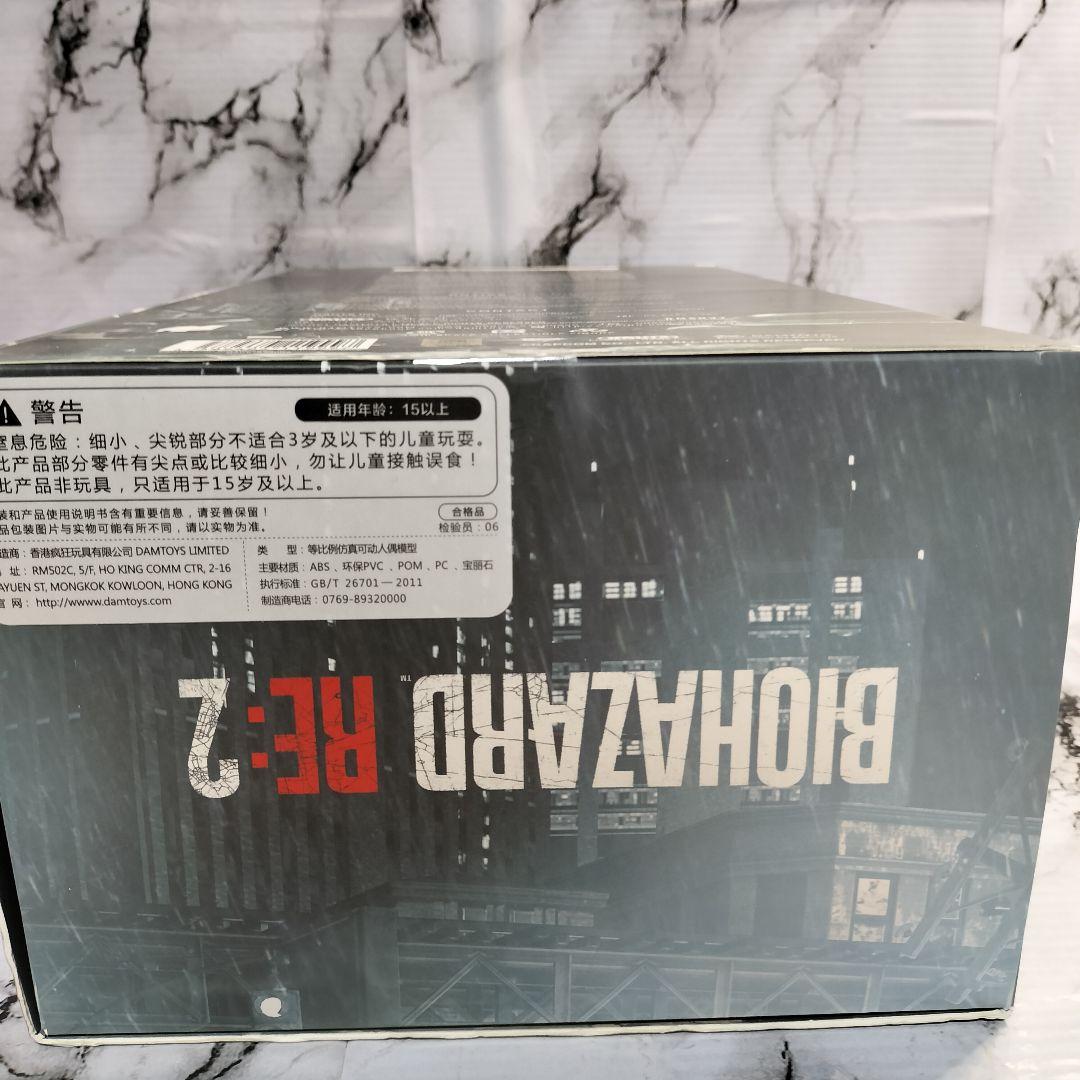 警告
适用年龄：15以上
窒息危险：细小、尖锐部分不适合3岁及以下的儿童玩耍。
此产品部分零件有尖点或比较细小，勿让儿童接触误食！
此产品非玩具，只适用于15岁及以上。
装和产品使用说明书含有重要信息，请妥善保留！
品包装图片与实物可能有所不同，请以实物为准。
合格品
检验员：06
造商：香港疯狂玩具有限公司 DAMTOYS LIMITED
址：RM502C, 5/F, HO KING COMM CTR, 2-16
AYUEN ST, MONGKOK KOWLOON, HONG KONG
官 网：http://wwww.damtoys.com
类 型：等比例仿真可动人偶模型
主要材质：ABS 、环保PVC 、POM 、PC 、宝丽石
执行标准：GB/T 26701—2011
制造商电话：0769-89320000
BIOHAZARD RE:2
TM